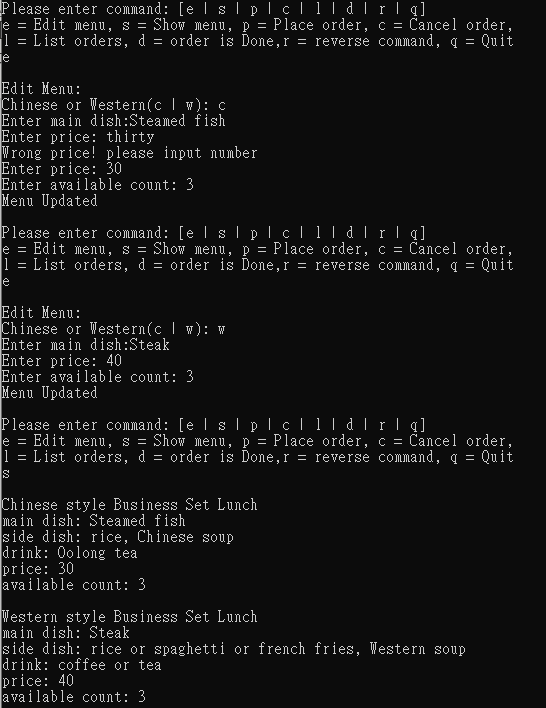 Please enter command: [e | s | p | c | l | d | r | q]
e = Edit menu, s = Show menu, p = Place order, c = Cancel order,
l = List orders, d = order is Done,r = reverse command, q = Quit
e
Edit Menu:
Chinese or Western(c | w): c
Enter main dish:Steamed fish
Enter price: thirty
Wrong price! please input number
Enter price: 30
Enter available count: 3
Menu Updated
Please enter command: [e | s | p | c | l | d | r | q]
e = Edit menu, s = Show menu, p = Place order, c = Cancel order,
l = List orders, d = order is Done,r = reverse command, q = Quit
e
Edit Menu:
Chinese or Western(c | w): w
Enter main dish:Steak
Enter price: 40
Enter available count: 3
Menu Updated
Please enter command: [e | s | p | c | l | d | r | q]
e = Edit menu, s = Show menu, p = Place order, c = Cancel order,
l = List orders, d = order is Done,r = reverse command, q = Quit
s
Chinese style Business Set Lunch
main dish: Steamed fish
side dish: rice, Chinese soup
drink: Oolong tea
price: 30
available count: 3
Western style Business Set Lunch
main dish: Steak
side dish: rice or spaghetti or french fries, Western soup
drink: coffee or tea
price: 40
available count: 3